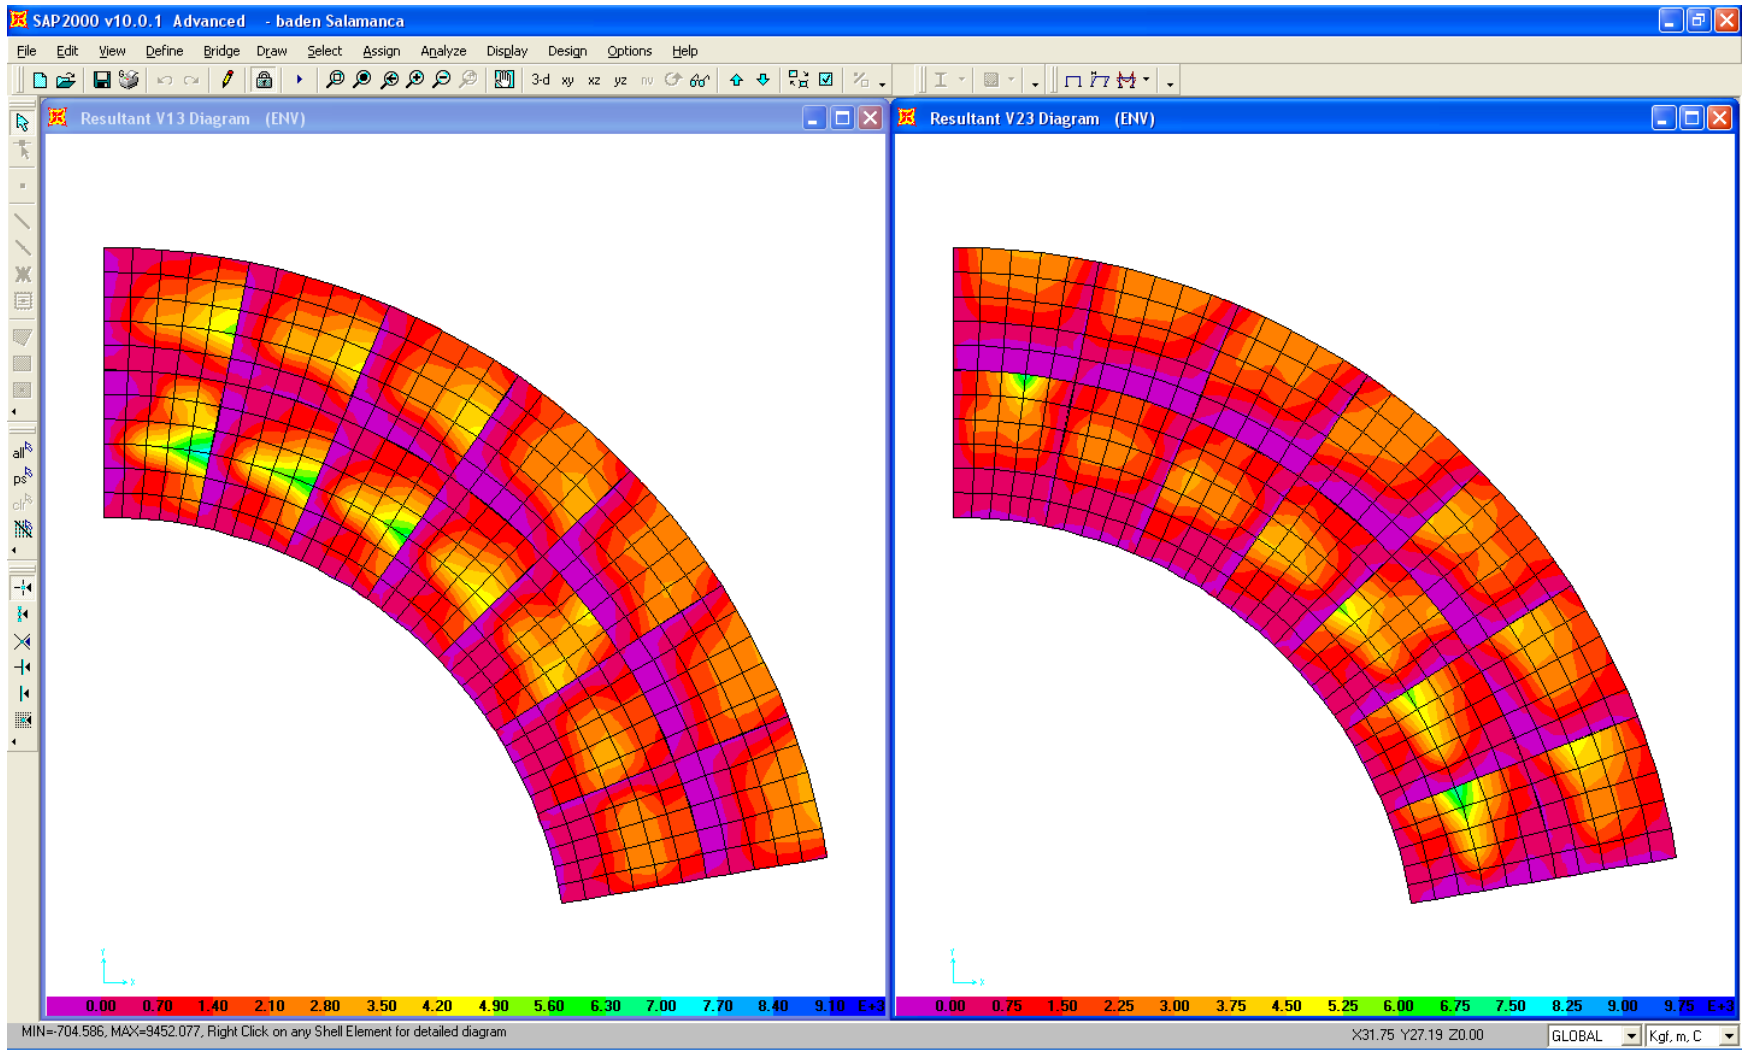 SAP2000 v10.0.1 Advanced - baden Salamanca
File Edit View Define Bridge Draw Select Assign Analyze Display Design Options Help
3-d xy xz yz nv
Resultant V13 Diagram (ENV)
Resultant V23 Diagram (ENV)
all
ps
clr
Y
X
Y
X
0.00 0.70 1.40 2.10 2.80 3.50 4.20 4.90 5.60 6.30 7.00 7.70 8.40 9.10 E+3
0.00 0.75 1.50 2.25 3.00 3.75 4.50 5.25 6.00 6.75 7.50 8.25 9.00 9.75 E+3
MIN=-704.586, MAX=9452.077, Right Click on any Shell Element for detailed diagram
X31.75 Y27.19 Z0.00
GLOBAL
Kgf, m, C